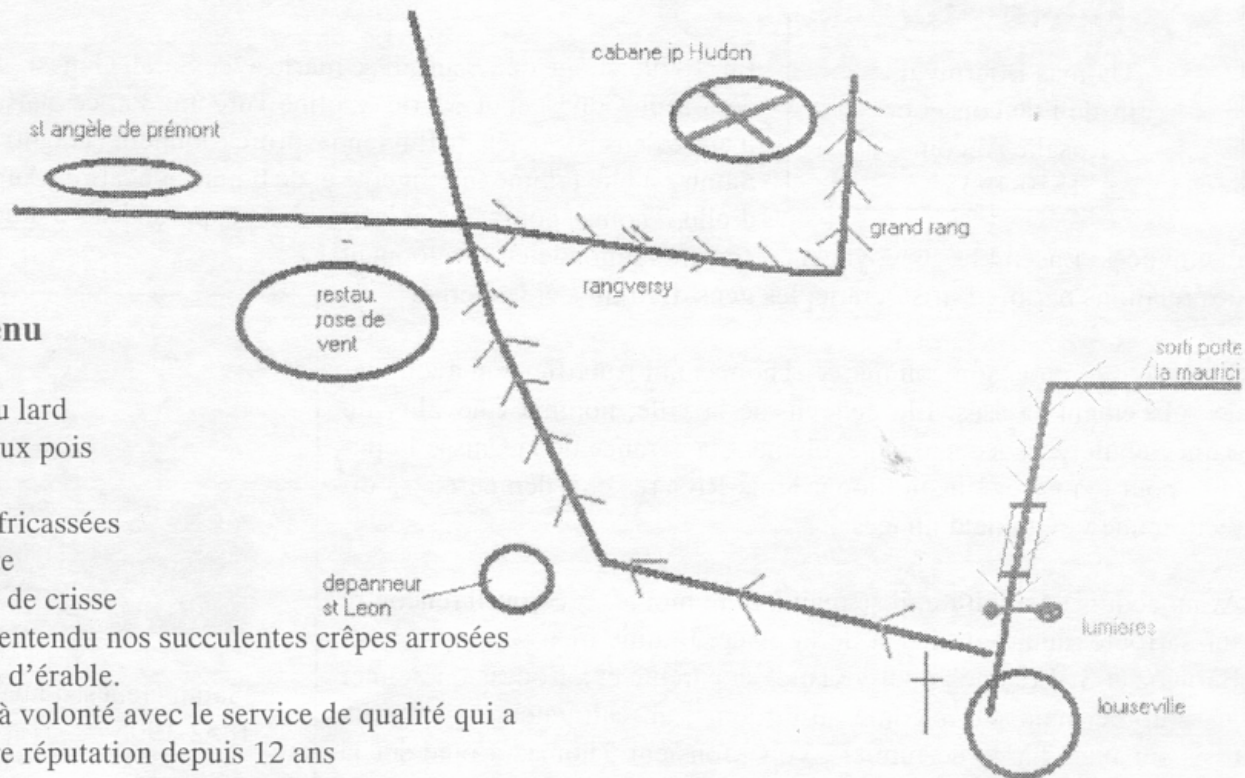 cabane jp Hudon
st angèle de prémont
grand rang
rangversy
restau.
rose de
vent
sorti porte
la maurici
depanneur
st Leon
lumieres
louiseville
enu
u lard
ux pois
fricassées
e
de crisse
entendu nos succulentes crêpes arrosées
d’érable.
à volonté avec le service de qualité qui a
re réputation depuis 12 ans